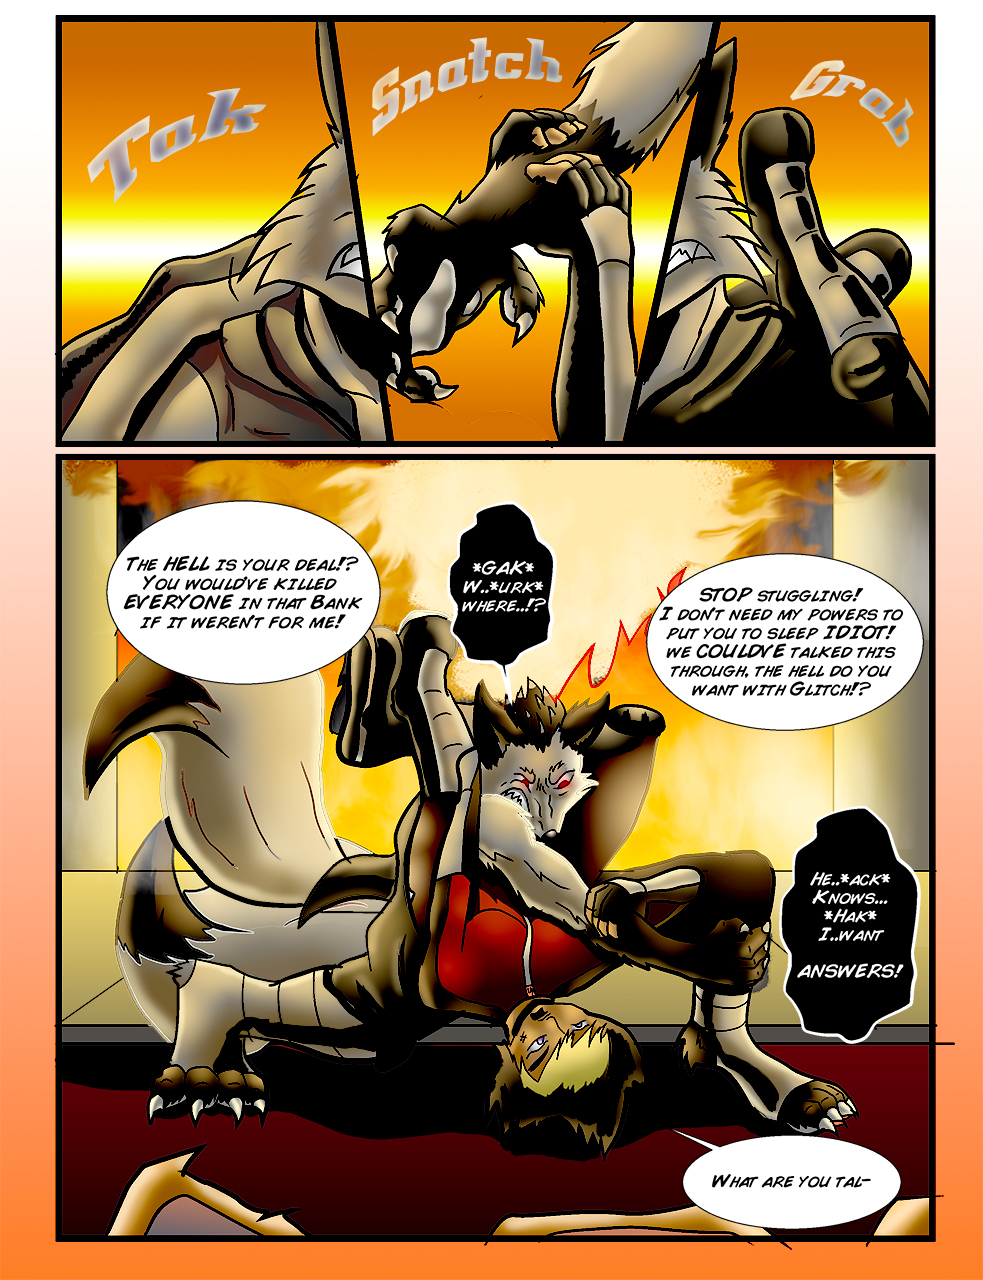 Tak
Snatch
Grab
The HELL is your deal!?
You would've killed
EVERYONE in that Bank
if it weren't for me!
*GAK*
W..*urk*
where..!?
STOP stuggling!
I don't need my powers to
put you to sleep IDIOT!
we COULD'VE talked this
through, the hell do you
want with Glitch!?
He..*ack*
Knows...
*Hak*
I..want
ANSWERS!
What are you tal-